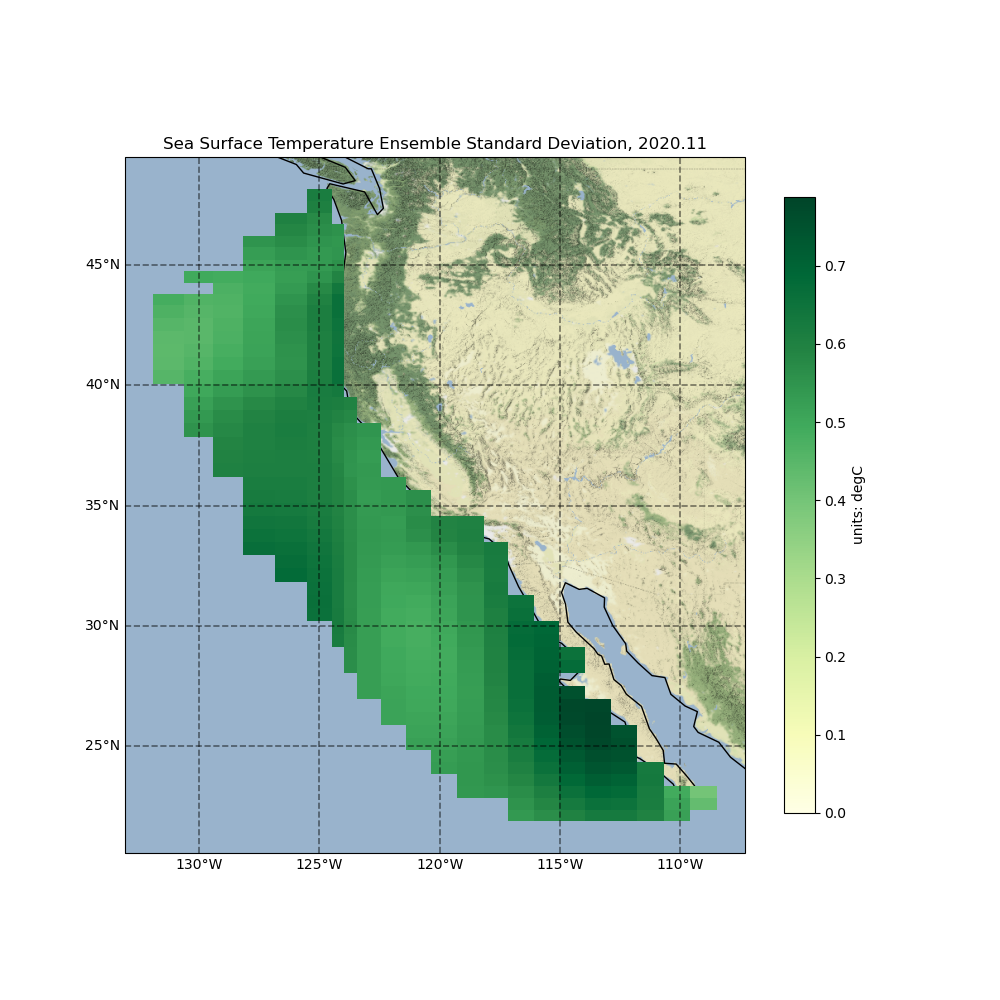 Sea Surface Temperature Ensemble Standard Deviation, 2020.11
45°N
40°N
35°N
30°N
25°N
130°W
125°W
120°W
115°W
110°W
0.7
0.6
0.5
0.4
0.3
0.2
0.1
0.0
units: degC